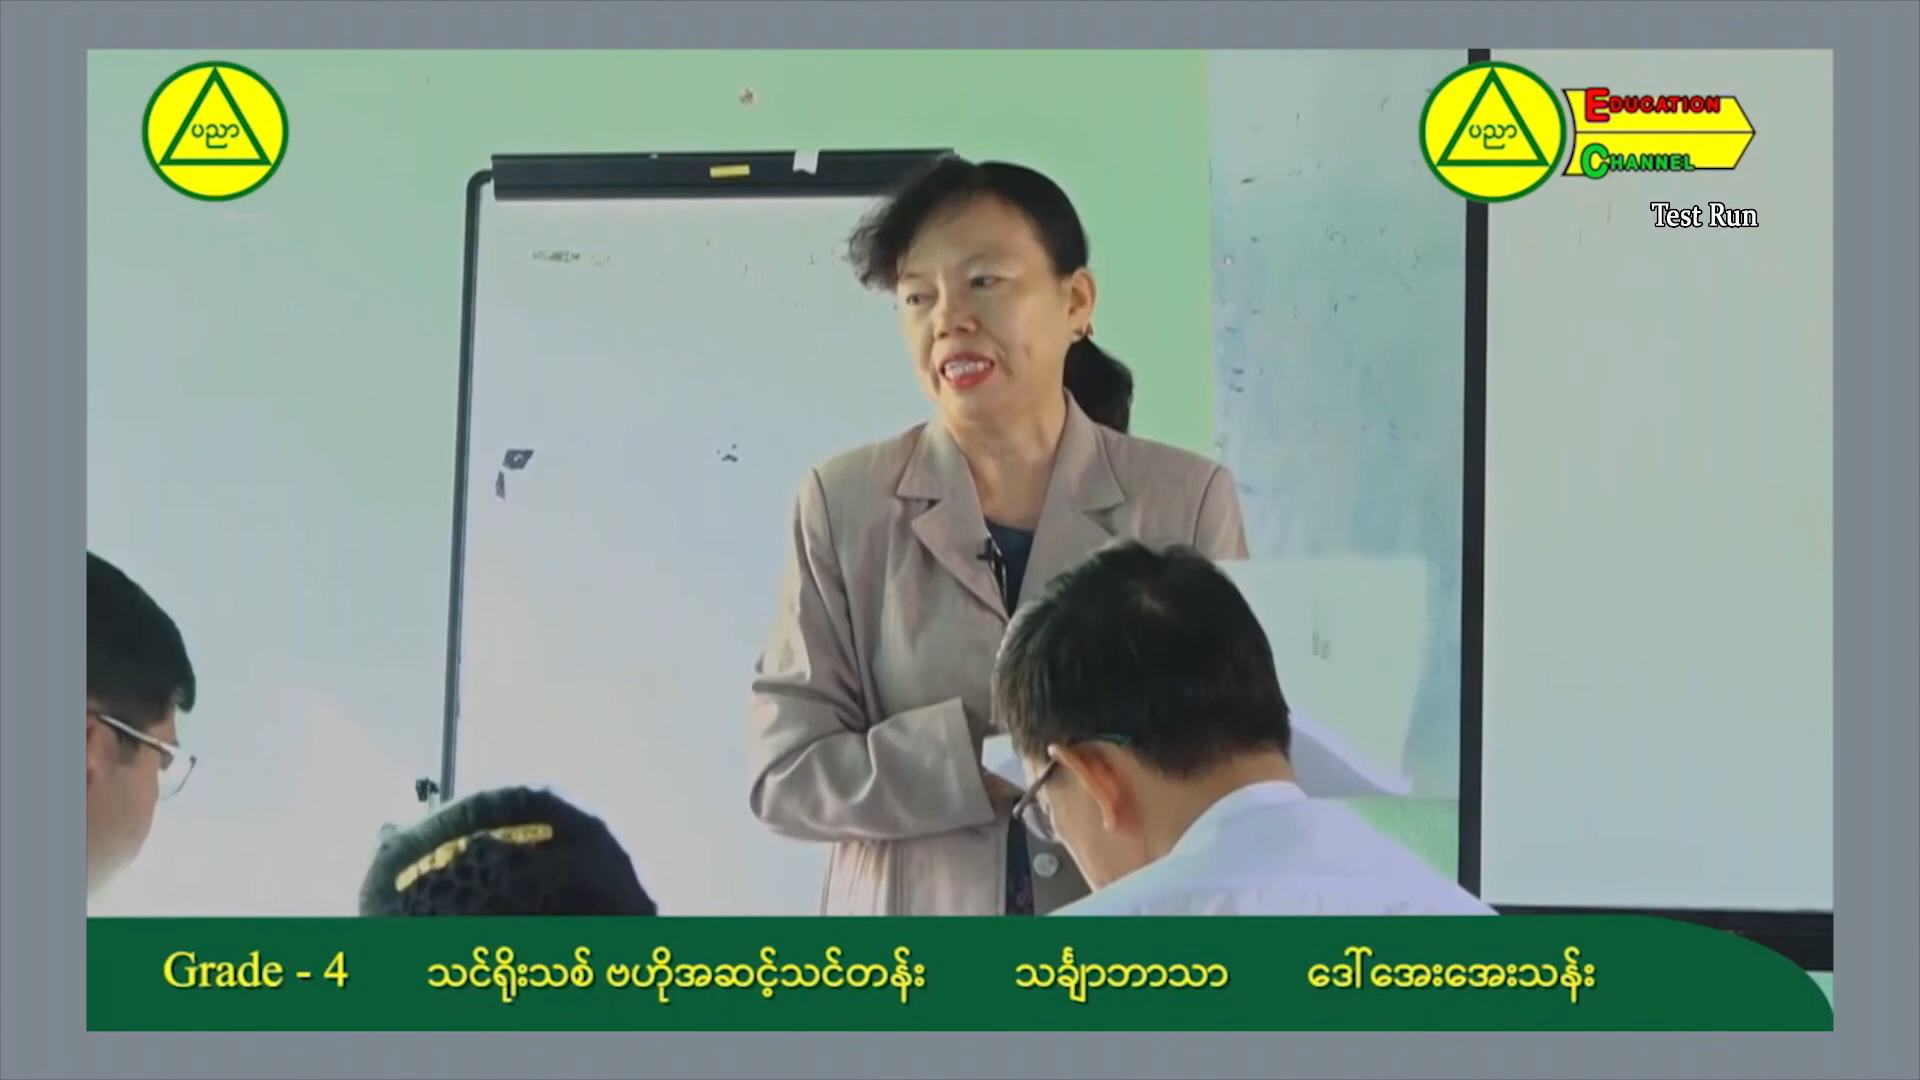 ပညာ
ပညာ
EDUCATION
CHANNEL
Test Run
Grade - 4 သင်ရိုးသစ် ဗဟိုအဆင့်သင်တန်း သင်္ချာဘာသာ ဒေါ်အေးအေးသန်း